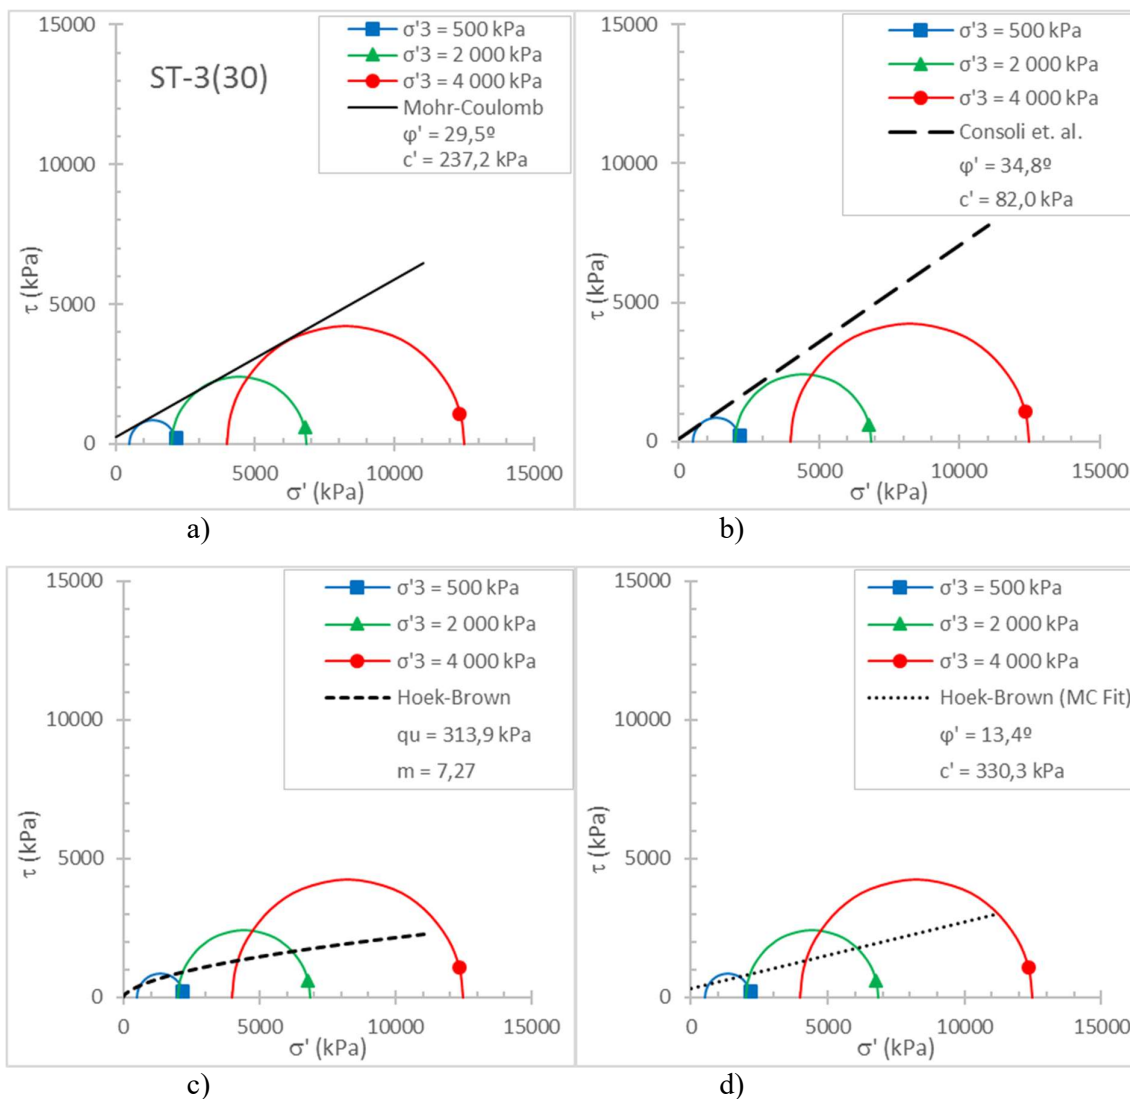 ST-3(30)
15000
10000
5000
0
0
5000
10000
15000
τ (kPa)
σ' (kPa)
σ'3 = 500 kPa
σ'3 = 2 000 kPa
σ'3 = 4 000 kPa
Mohr-Coulomb
φ' = 29,5º
c' = 237,2 kPa
a)
15000
10000
5000
0
0
5000
10000
15000
τ (kPa)
σ' (kPa)
σ'3 = 500 kPa
σ'3 = 2 000 kPa
σ'3 = 4 000 kPa
Consoli et. al.
φ' = 34,8º
c' = 82,0 kPa
b)
15000
10000
5000
0
0
5000
10000
15000
τ (kPa)
σ' (kPa)
σ'3 = 500 kPa
σ'3 = 2 000 kPa
σ'3 = 4 000 kPa
Hoek-Brown
qu = 313,9 kPa
m = 7,27
c)
15000
10000
5000
0
0
5000
10000
15000
τ (kPa)
σ' (kPa)
σ'3 = 500 kPa
σ'3 = 2 000 kPa
σ'3 = 4 000 kPa
Hoek-Brown (MC Fit)
φ' = 13,4º
c' = 330,3 kPa
d)